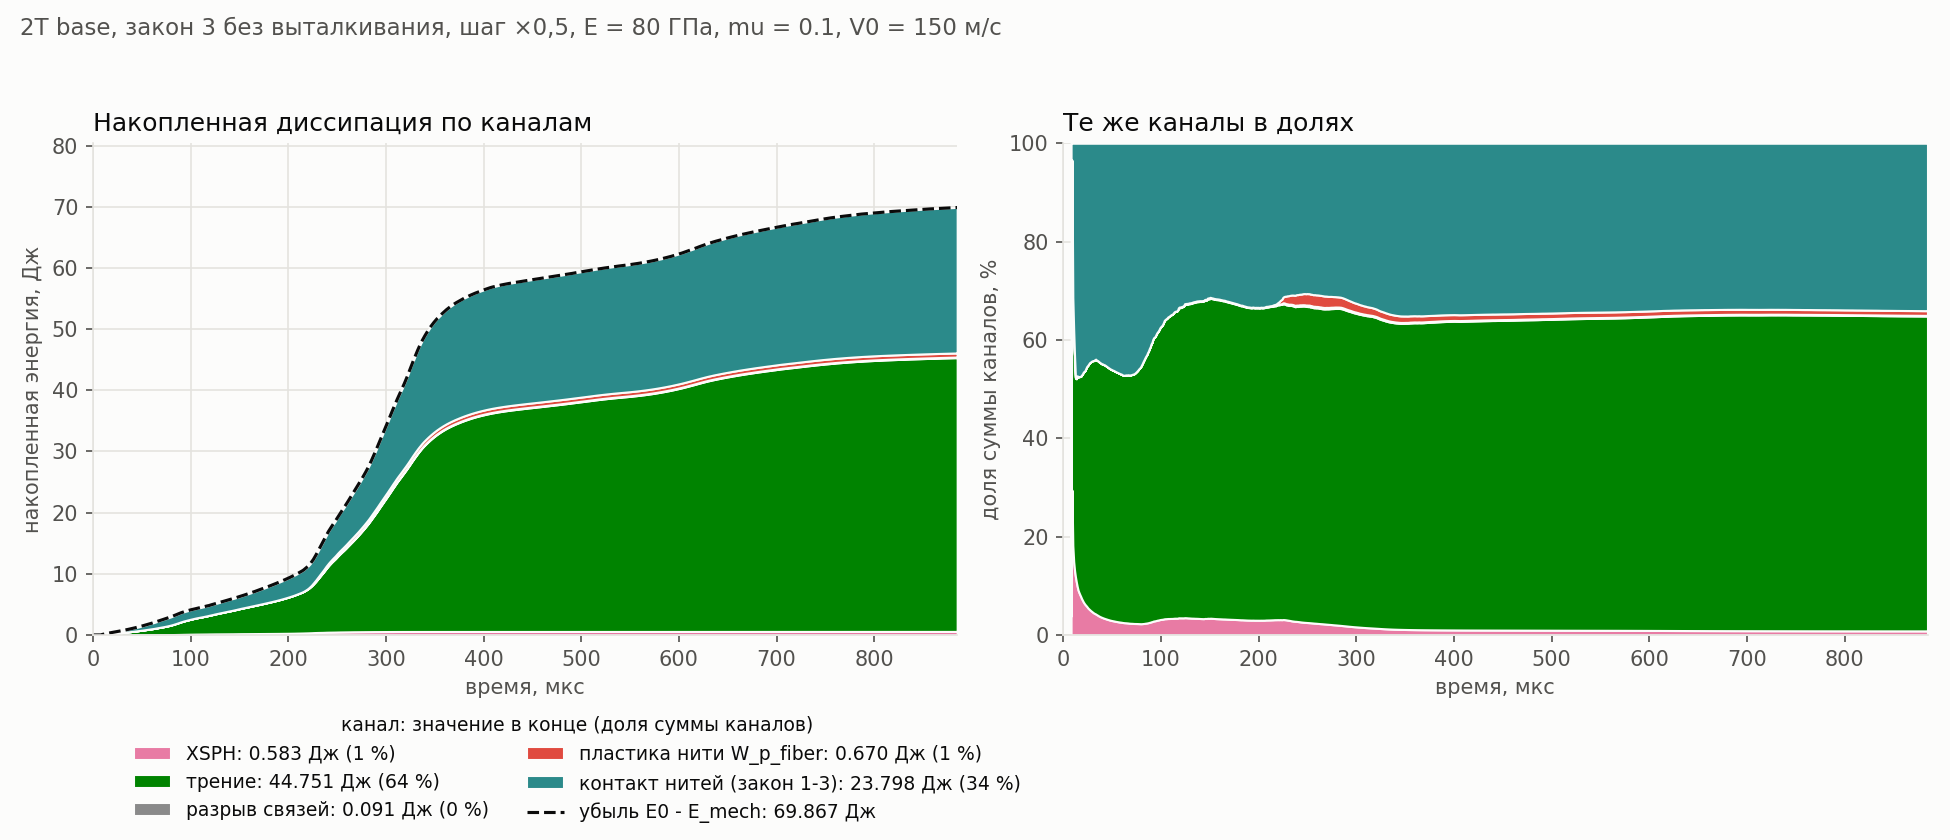 2T base, закон 3 без выталкивания, шаг ×0,5, E = 80 ГПа, mu = 0.1, V0 = 150 м/с
Накопленная диссипация по каналам
80
70
60
50
40
30
20
10
0
накопленная энергия, Дж
0 100 200 300 400 500 600 700 800
время, мкс
Те же каналы в долях
100
80
60
40
20
0
доля суммы каналов, %
0 100 200 300 400 500 600 700 800
время, мкс
канал: значение в конце (доля суммы каналов)
XSPH: 0.583 Дж (1 %)
трение: 44.751 Дж (64 %)
разрыв связей: 0.091 Дж (0 %)
пластика нити W_p_fiber: 0.670 Дж (1 %)
контакт нитей (закон 1-3): 23.798 Дж (34 %)
убыль E0 - E_mech: 69.867 Дж